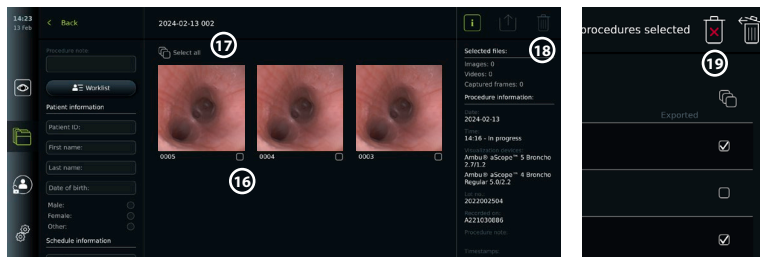 14:23
13 Feb
Back
Procedure note:
Worklist
Patient information
Patient ID:
First name:
Last name:
Date of birth:
Male:
Female:
Other:
Schedule information
2024-02-13 002
Select all
17
0005
0004
0003
16
i
18
Selected files:
Images: 0
Videos: 0
Captured frames: 0
Procedure information:
Date:
2024-02-13
Time:
14:16 - In progress
Visualization devices:
Ambu® aScope™ 5 Broncho
2.7/1.2
Ambu® aScope™ 4 Broncho
Regular 5.0/2.2
Lot no.:
2022002504
Recorded on:
A221030886
Procedure note:
Timestamps:
procedures selected
19
Exported